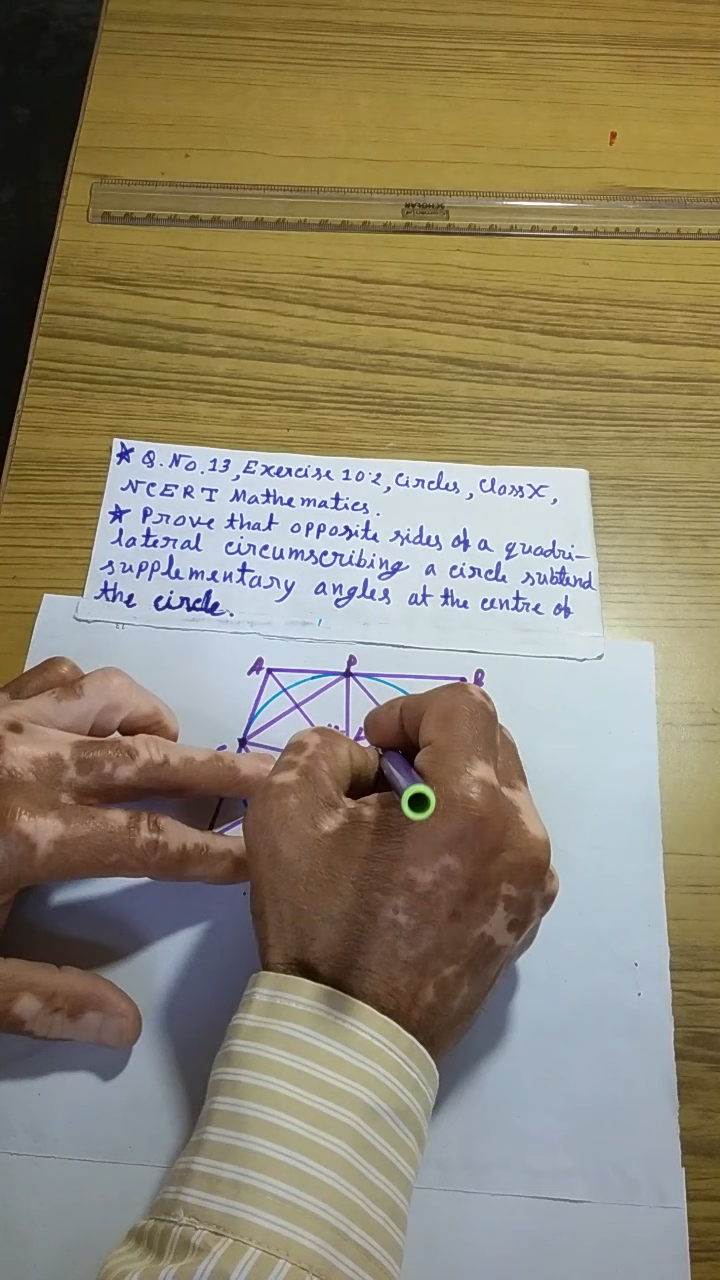 * Q. No. 13, Exercise 10.2, Circles, Class X,
NCERT Mathematics.
* Prove that opposite sides of a quadri-
lateral circumscribing a circle subtend
supplementary angles at the centre of
the circle.
A P B
SCHOLAR